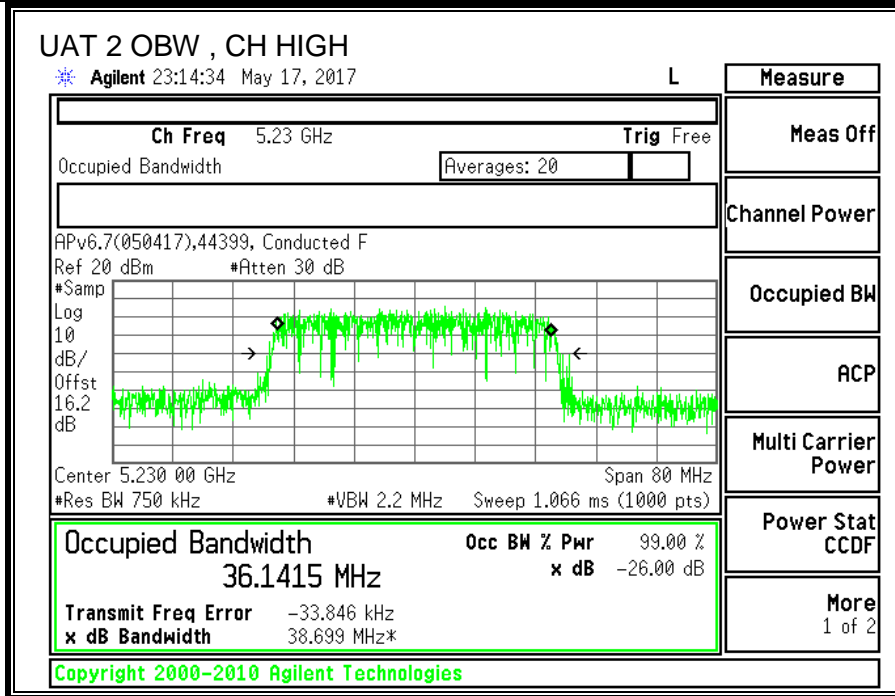 UAT 2 OBW , CH HIGH
Agilent 23:14:34 May 17, 2017 L Measure
Ch Freq 5.23 GHz Trig Free
Meas Off
Occupied Bandwidth Averages: 20
Channel Power
APv6.7(050417),44399, Conducted F
Ref 20 dBm #Atten 30 dB
#Samp
Log
10
dB/
Offst
16.2
dB
Occupied BW
ACP
Multi Carrier
Power
Center 5.230 00 GHz Span 80 MHz
#Res BW 750 kHz #VBW 2.2 MHz Sweep 1.066 ms (1000 pts)
Power Stat
CCDF
Occupied Bandwidth Occ BW % Pwr 99.00 %
36.1415 MHz x dB -26.00 dB
Transmit Freq Error -33.846 kHz
x dB Bandwidth 38.699 MHz*
More
1 of 2
Copyright 2000-2010 Agilent Technologies